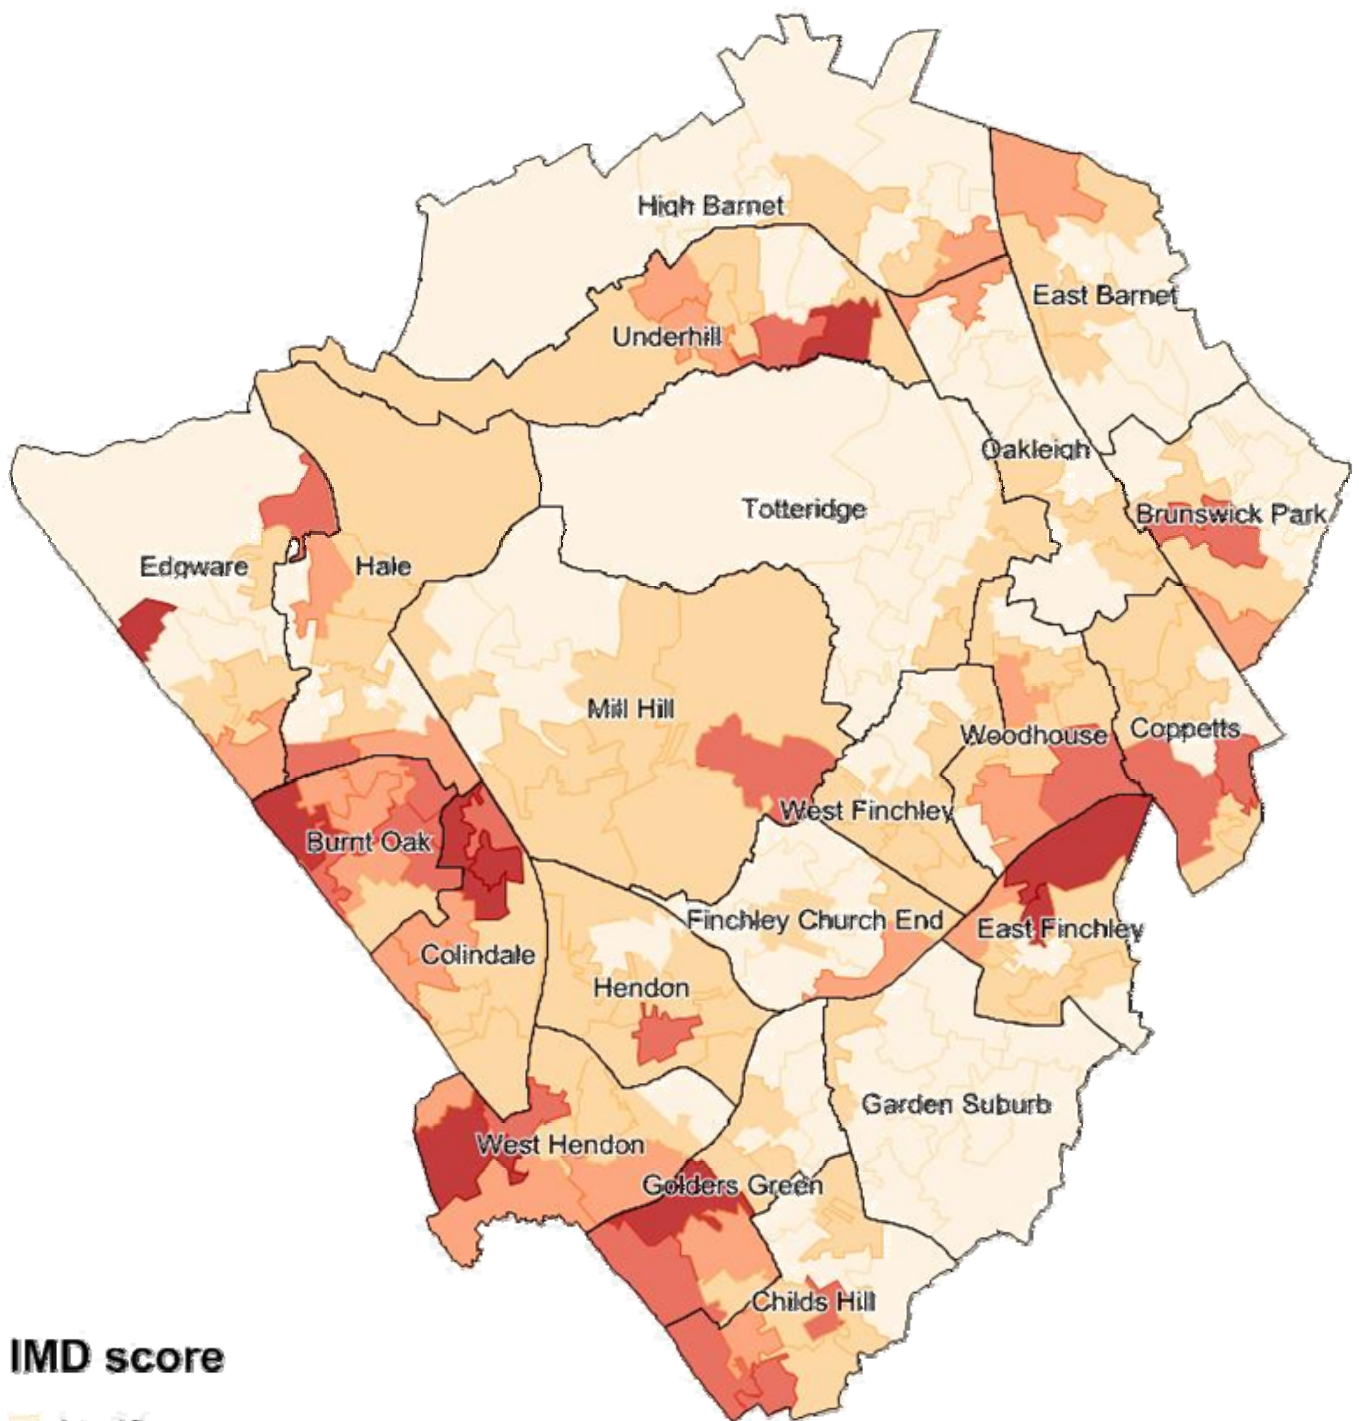 High Barnet
East Barnet
Underhill
Oakleigh
Totteridge
Brunswick Park
Edgware
Hale
Mill Hill
Woodhouse
Coppetts
West Finchley
Burnt Oak
Finchley Church End
East Finchley
Colindale
Hendon
Garden Suburb
West Hendon
Golders Green
Childs Hill
IMD score